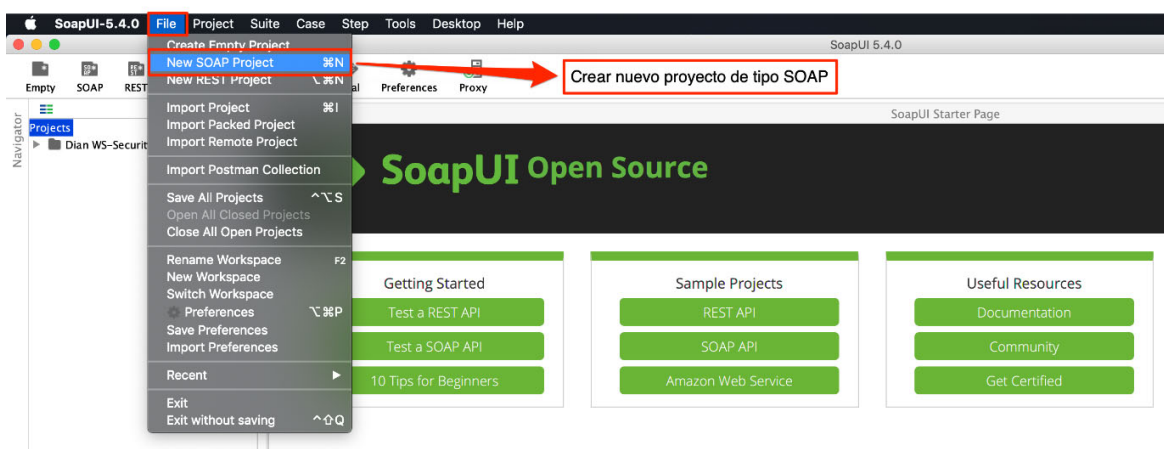 SoapUI-5.4.0 File Project Suite Case Step Tools Desktop Help
SoapUI 5.4.0
Create Empty Project
New SOAP Project ⌘N
New REST Project ⌥⌘N
Crear nuevo proyecto de tipo SOAP
Empty SOAP REST al Preferences Proxy
Import Project ⌘I
Import Packed Project
Import Remote Project
Import Postman Collection
Save All Projects ^⌥S
Open All Closed Projects
Close All Open Projects
Rename Workspace F2
New Workspace
Switch Workspace
Preferences ⌥⌘P
Save Preferences
Import Preferences
Recent
Exit
Exit without saving ^⇧Q
Navigator
Projects
Dian WS-Securit
SoapUI Starter Page
SoapUI Open Source
Getting Started
Test a REST API
Test a SOAP API
10 Tips for Beginners
Sample Projects
REST API
SOAP API
Amazon Web Service
Useful Resources
Documentation
Community
Get Certified